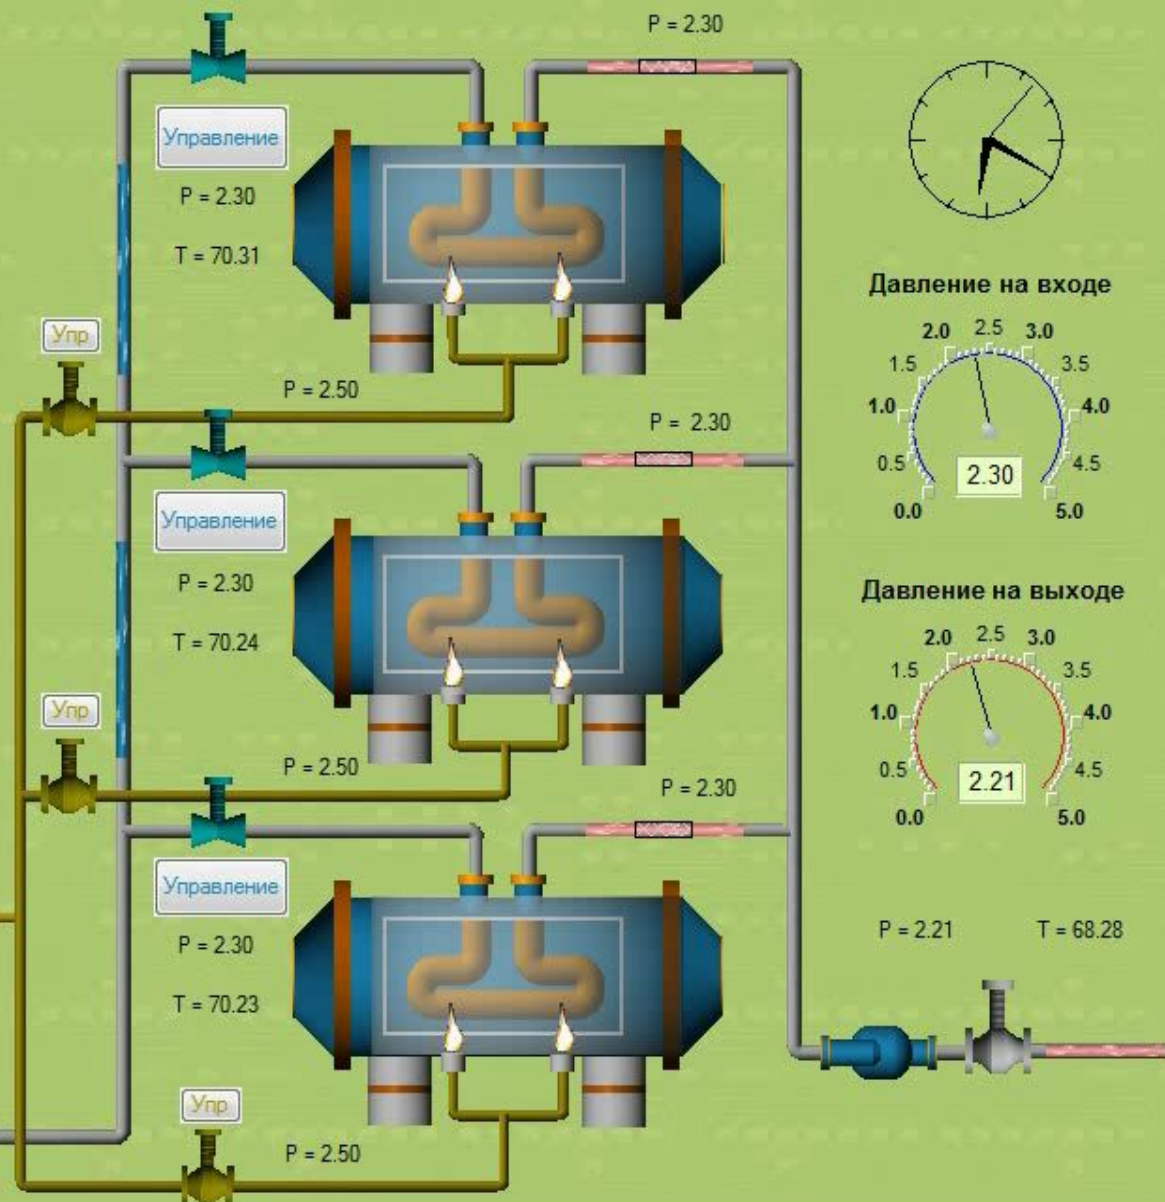 P = 2.30
Управление
P = 2.30
T = 70.31
Упр
P = 2.50
P = 2.30
Управление
P = 2.30
T = 70.24
Упр
P = 2.50
P = 2.30
Управление
P = 2.30
T = 70.23
Упр
P = 2.50
Давление на входе
0.0
0.5
1.0
1.5
2.0
2.5
3.0
3.5
4.0
4.5
5.0
2.30
Давление на выходе
0.0
0.5
1.0
1.5
2.0
2.5
3.0
3.5
4.0
4.5
5.0
2.21
P = 2.21
T = 68.28